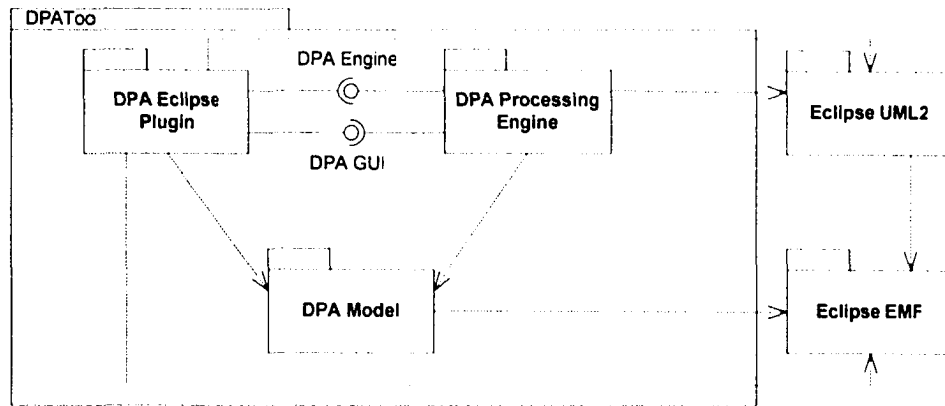 DPAToo
DPA Engine
DPA Eclipse
Plugin
DPA Processing
Engine
Eclipse UML2
DPA GUI
DPA Model
Eclipse EMF